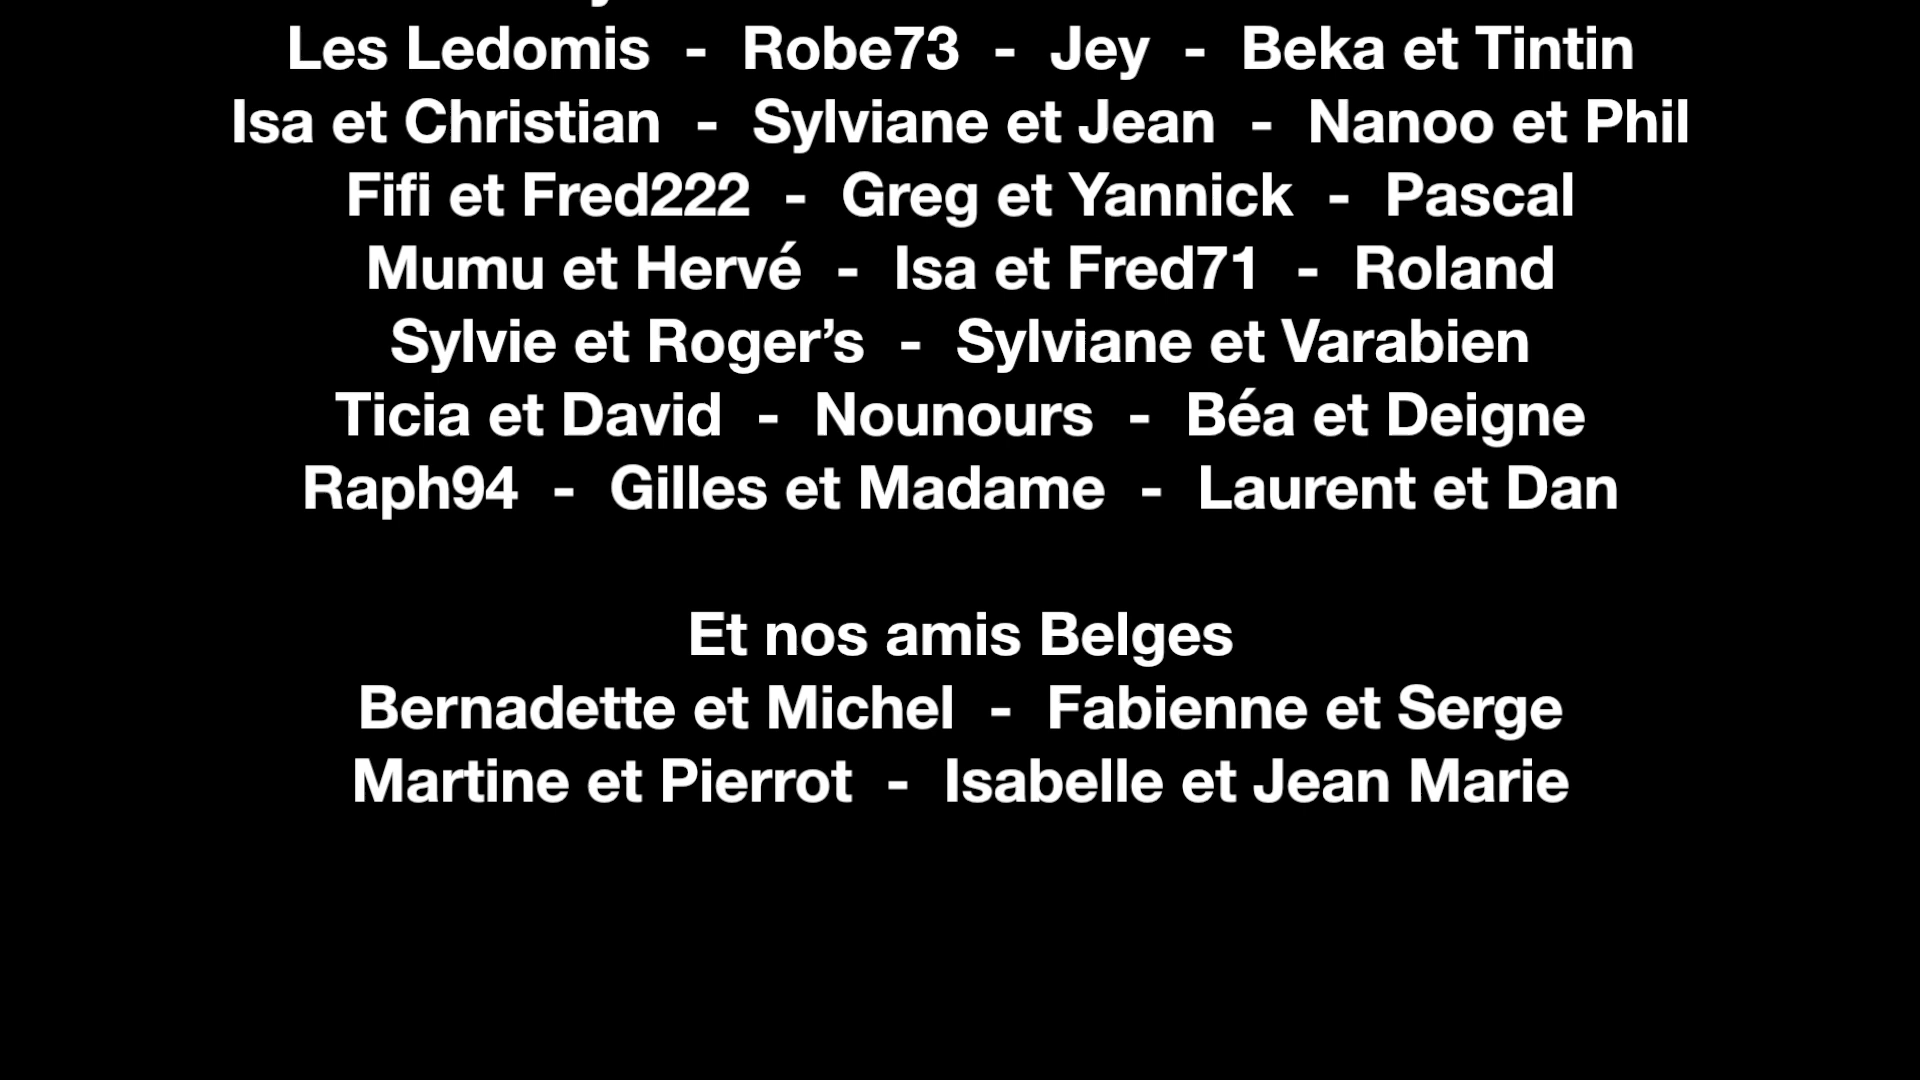 Les Ledomis - Robe73 - Jey - Beka et Tintin
Isa et Christian - Sylviane et Jean - Nanoo et Phil
Fifi et Fred222 - Greg et Yannick - Pascal
Mumu et Hervé - Isa et Fred71 - Roland
Sylvie et Roger’s - Sylviane et Varabien
Ticia et David - Nounours - Béa et Deigne
Raph94 - Gilles et Madame - Laurent et Dan
Et nos amis Belges
Bernadette et Michel - Fabienne et Serge
Martine et Pierrot - Isabelle et Jean Marie